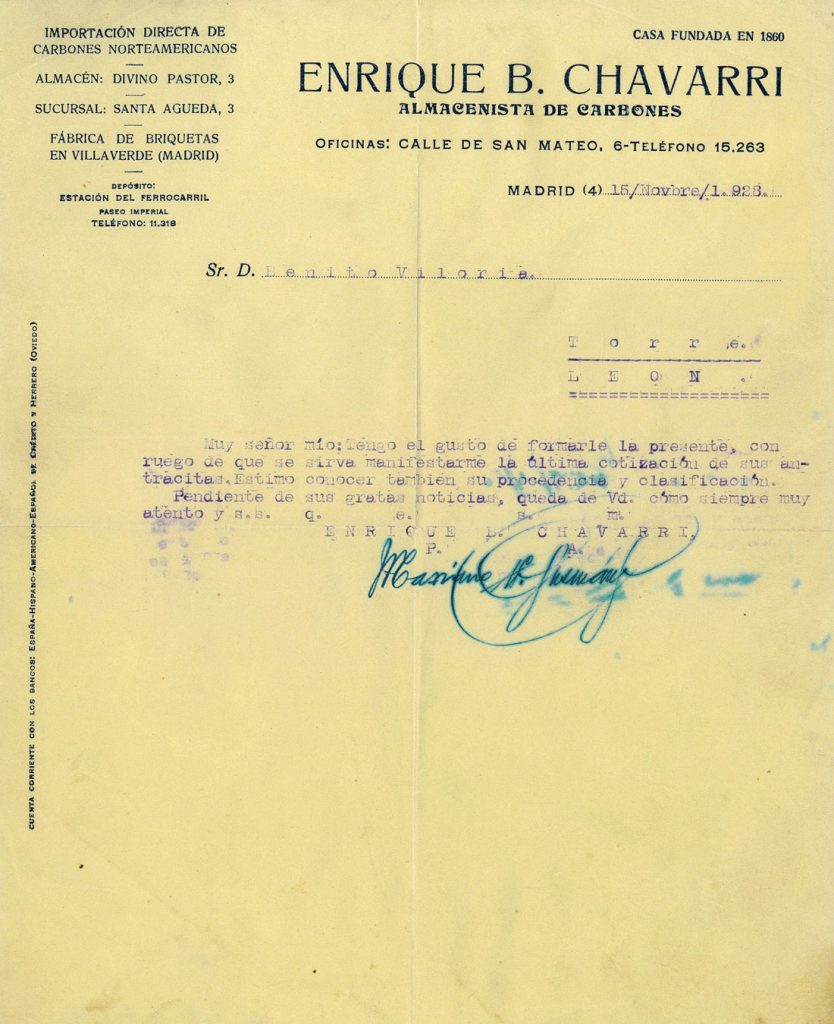 IMPORTACIÓN DIRECTA DE
CARBONES NORTEAMERICANOS
ALMACÉN: DIVINO PASTOR, 3
SUCURSAL: SANTA AGUEDA, 3
FÁBRICA DE BRIQUETAS
EN VILLAVERDE (MADRID)
DEPÓSITO:
ESTACIÓN DEL FERROCARRIL
PASEO IMPERIAL
TELÉFONO: 11.318
CASA FUNDADA EN 1860
ENRIQUE B. CHAVARRI
ALMACENISTA DE CARBONES
OFICINAS: CALLE DE SAN MATEO, 6-TELÉFONO 15.263
MADRID (4) 15/Novbre/1.928.
Sr. D. Benito Viloria.
Torre.
LEON.
Muy señor mío:Tengo el gusto de formarle la presente, con
ruego de que se sirva manifestarme la última cotización de sus an-
tracitas.Estimo conocer también su procedencia y clasificación.
Pendiente de sus gratas noticias, queda de Vd. cómo siempre muy
atento y s.s. q. e. s. m.
ENRIQUE B. CHAVARRI,
P. A.
CUENTA CORRIENTE CON LOS BANCOS: ESPAÑA-HISPANO-AMERICANO-ESPAÑOL DE CRÉDITO Y HERRERO (OVIEDO)